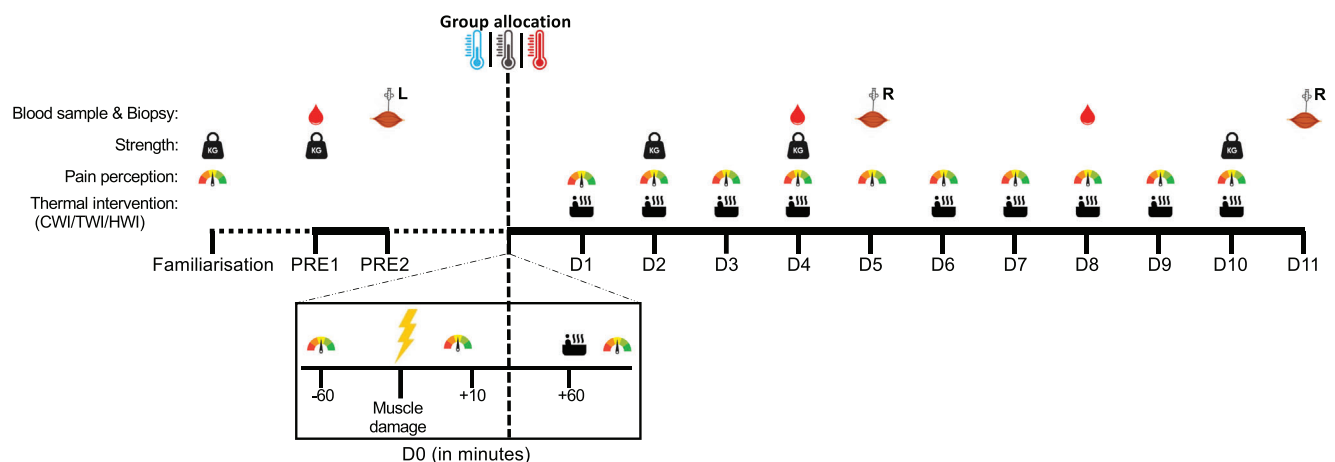 Group allocation
L
R
R
Blood sample & Biopsy:
Strength:
KG
KG
KG
KG
KG
Pain perception:
Thermal intervention:
(CWI/TWI/HWI)
Familiarisation
PRE1
PRE2
D1
D2
D3
D4
D5
D6
D7
D8
D9
D10
D11
-60
Muscle
damage
+10
+60
D0 (in minutes)